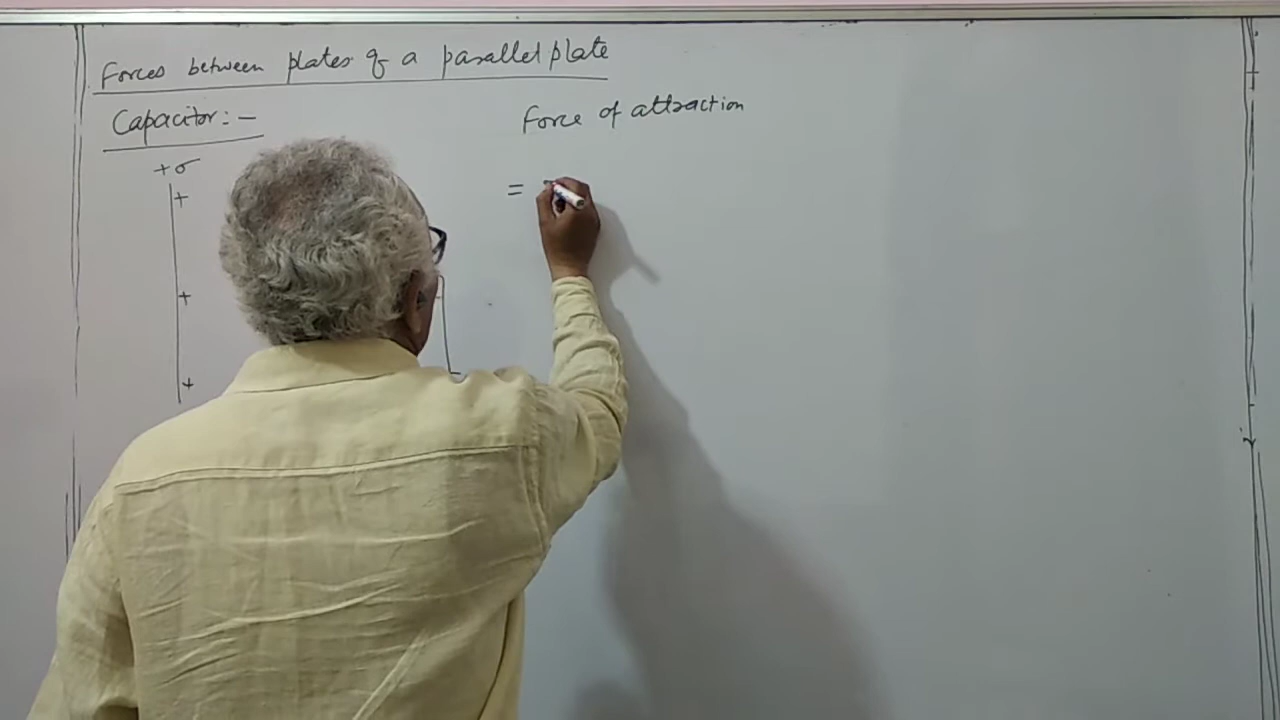 Forces between plates of a parallel plate
Capacitor: -
Force of attraction
+σ
+
=
+
+